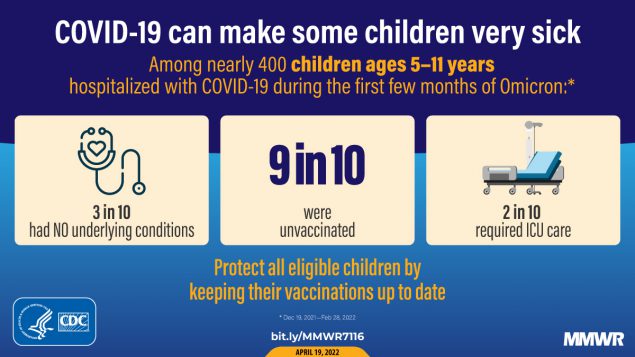 COVID-19 can make some children very sick
Among nearly 400 children ages 5–11 years
hospitalized with COVID-19 during the first few months of Omicron:*
3 in 10
had NO underlying conditions
9 in 10
were
unvaccinated
2 in 10
required ICU care
Protect all eligible children by
keeping their vaccinations up to date
* Dec 19, 2021—Feb 28, 2022
CDC
bit.ly/MMWR7116
MMWR
APRIL 19, 2022